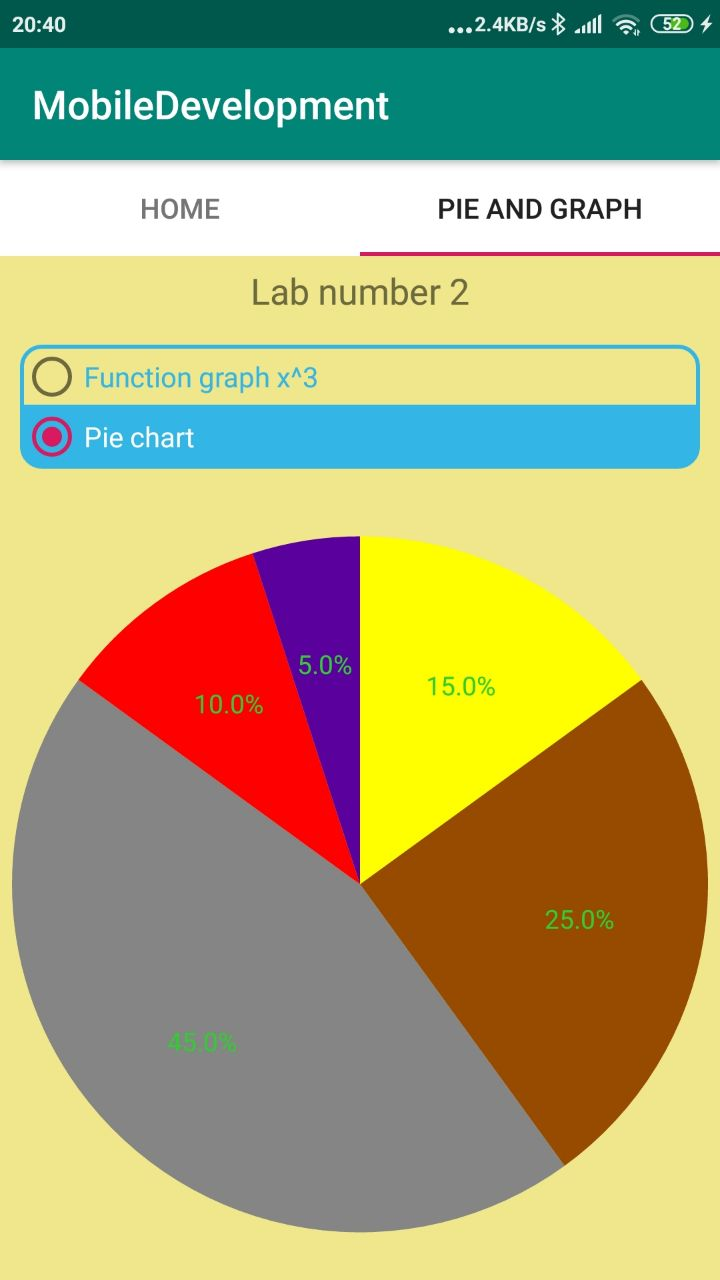 20:40 ...2.4KB/s 52
MobileDevelopment
HOME PIE AND GRAPH
Lab number 2
Function graph x^3
Pie chart
5.0%
15.0%
10.0%
25.0%
45.0%